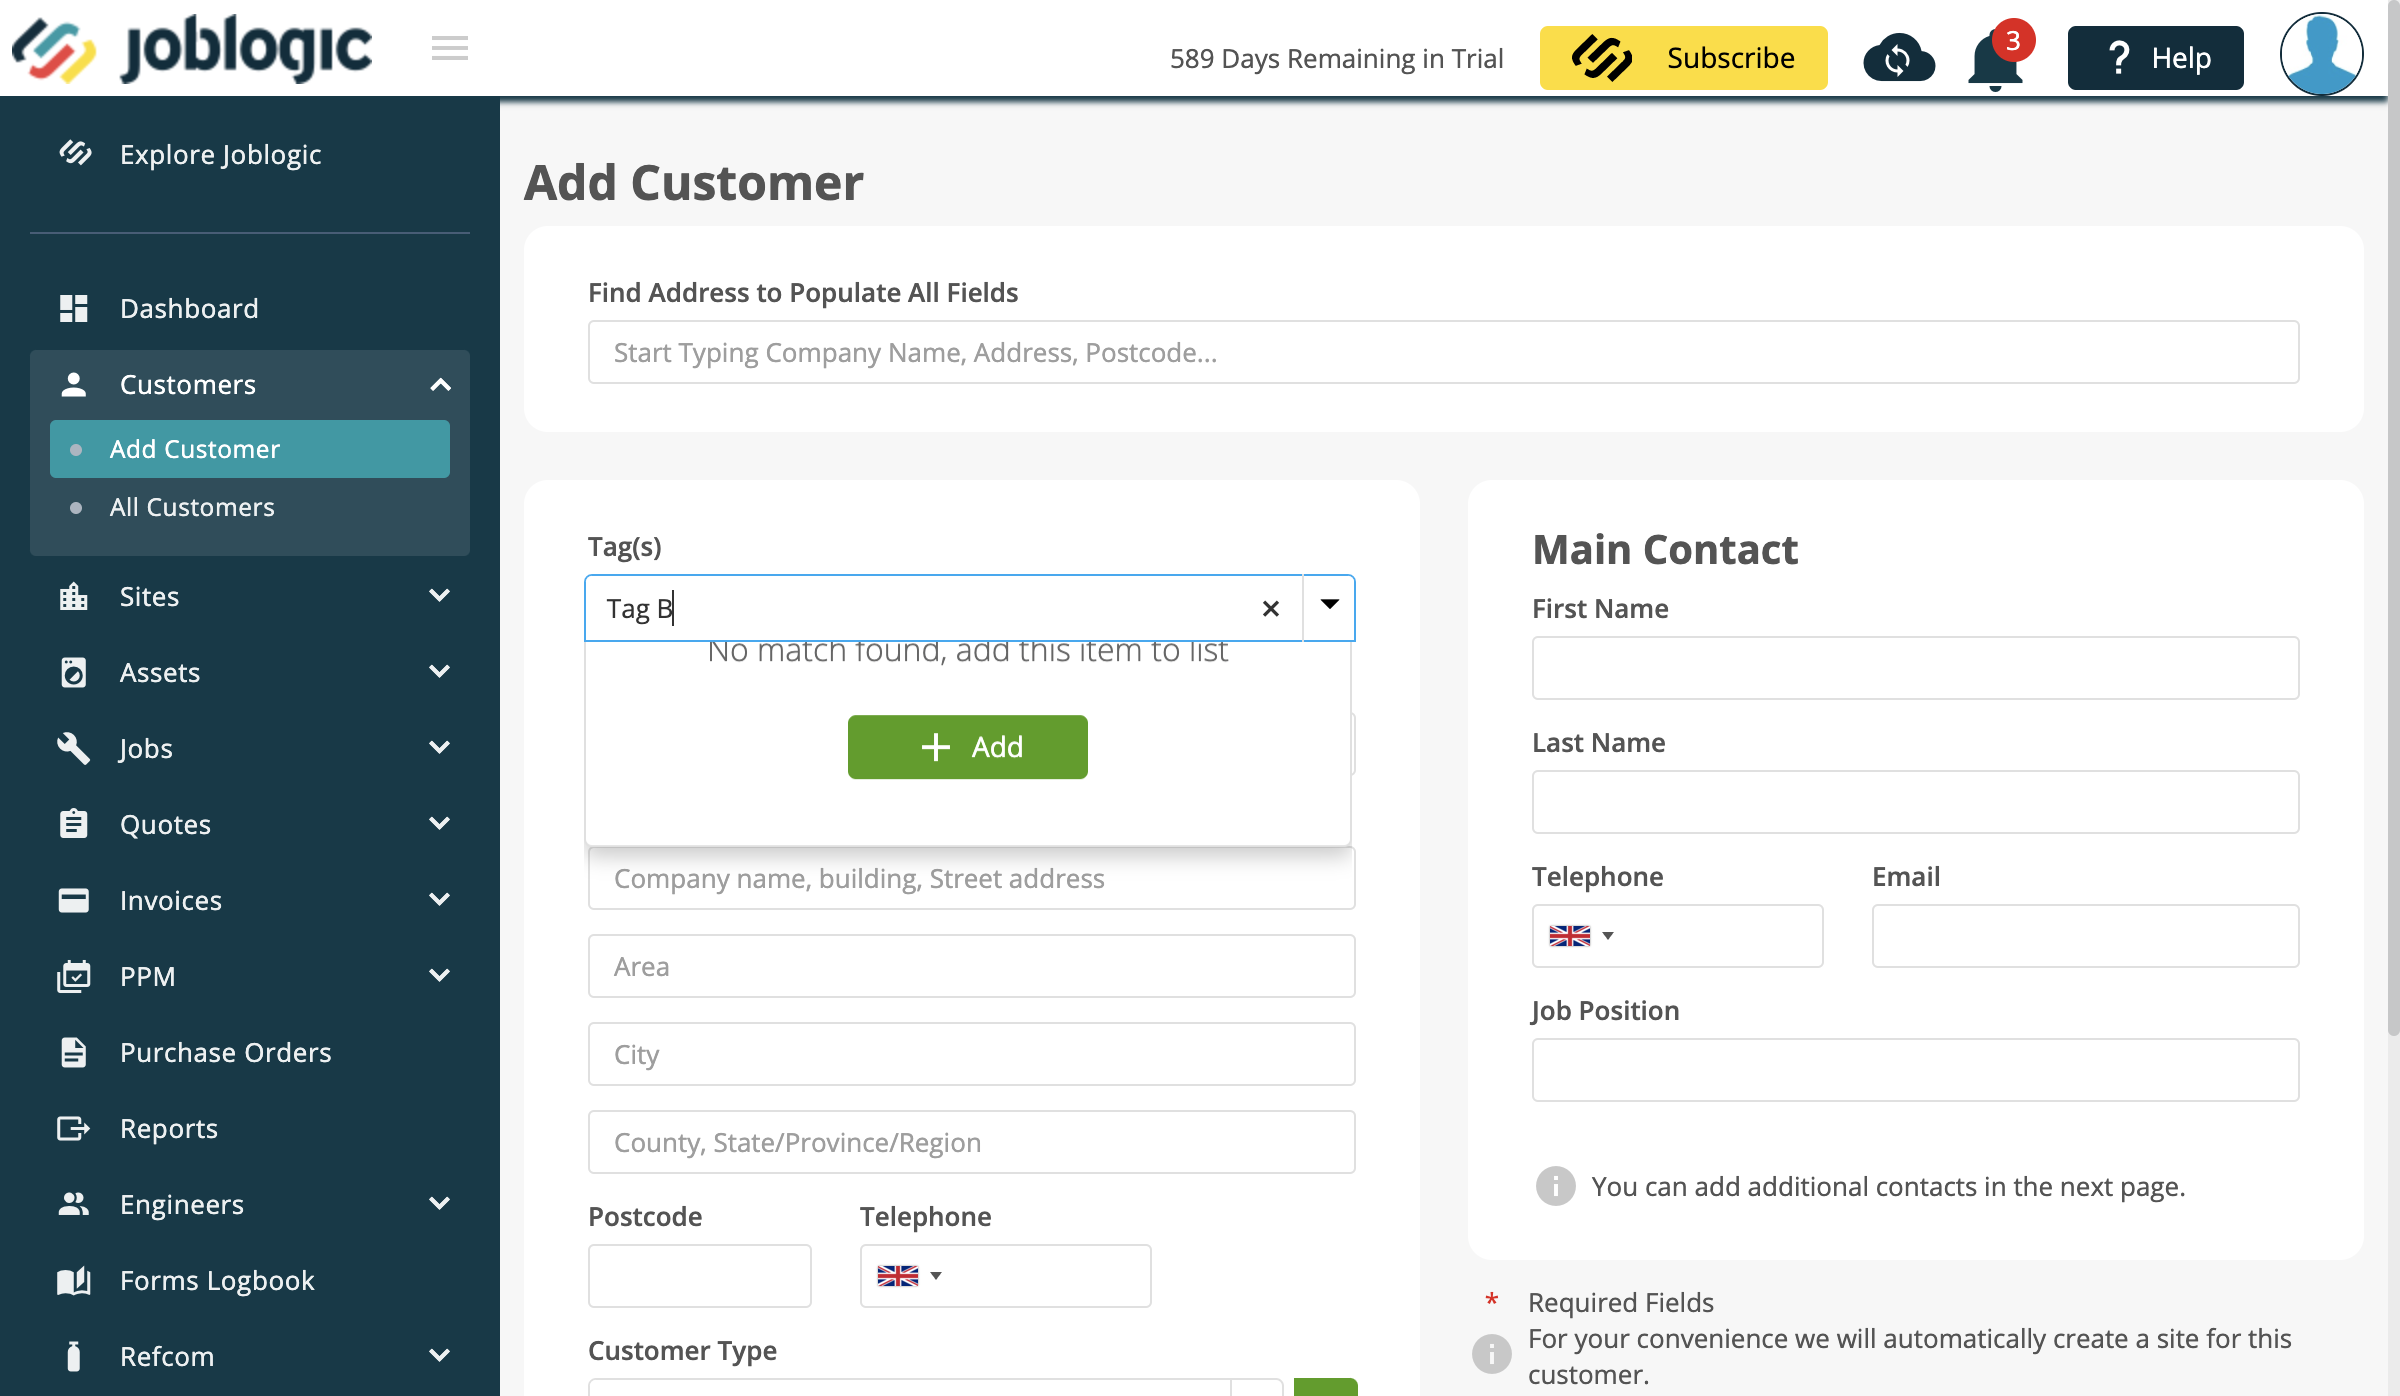 joblogic
589 Days Remaining in Trial
Subscribe
3
? Help
Explore Joblogic
Dashboard
Customers
Add Customer
All Customers
Sites
Assets
Jobs
Quotes
Invoices
PPM
Purchase Orders
Reports
Engineers
Forms Logbook
Refcom
Add Customer
Find Address to Populate All Fields
Start Typing Company Name, Address, Postcode...
Tag(s)
Tag B
No match found, add this item to list
Add
Company name, building, Street address
Area
City
County, State/Province/Region
Postcode
Telephone
Customer Type
Main Contact
First Name
Last Name
Telephone
Email
Job Position
You can add additional contacts in the next page.
* Required Fields
For your convenience we will automatically create a site for this
customer.